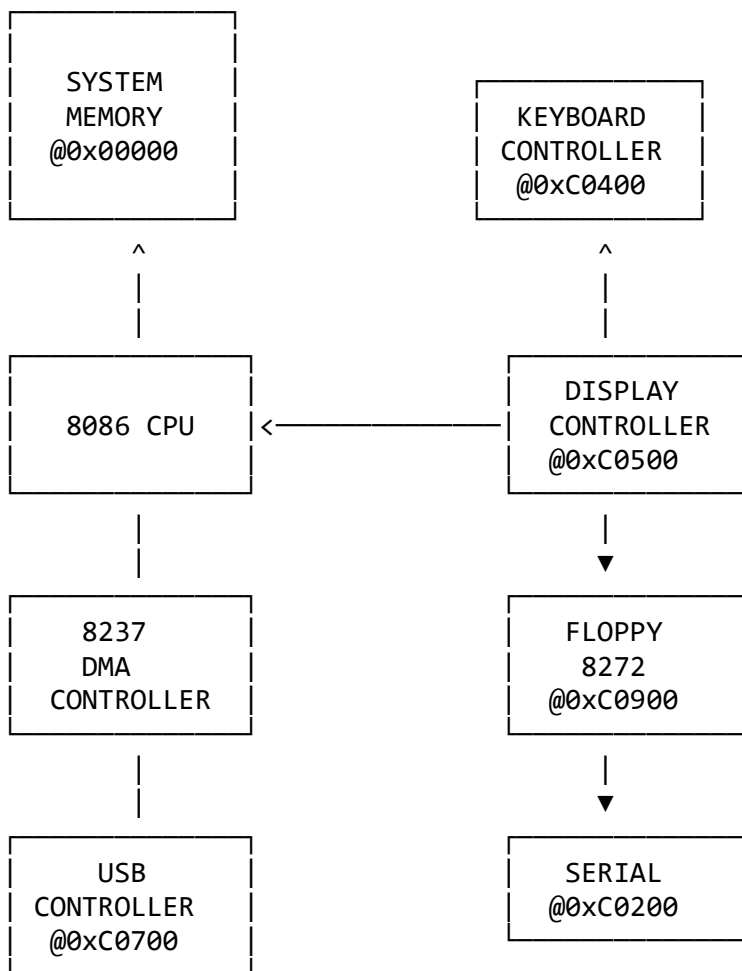 SYSTEM
MEMORY
@0x00000
KEYBOARD
CONTROLLER
@0xC0400
8086 CPU
DISPLAY
CONTROLLER
@0xC0500
8237
DMA
CONTROLLER
FLOPPY
8272
@0xC0900
USB
CONTROLLER
@0xC0700
SERIAL
@0xC0200